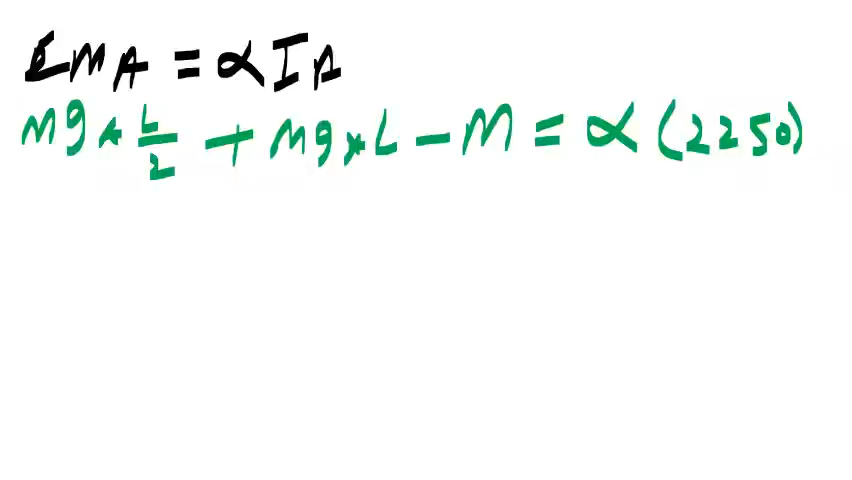 ΣMA = αIA
mg * L/2 + mg * L - M = α(2250)